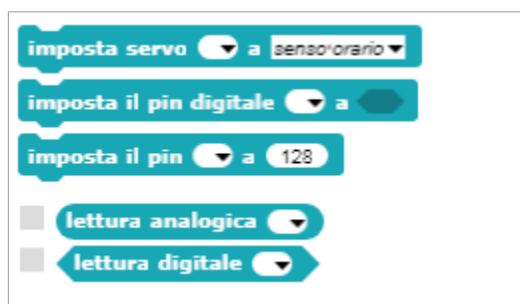 imposta servo a senso orario
imposta il pin digitale a
imposta il pin a 128
lettura analogica
lettura digitale